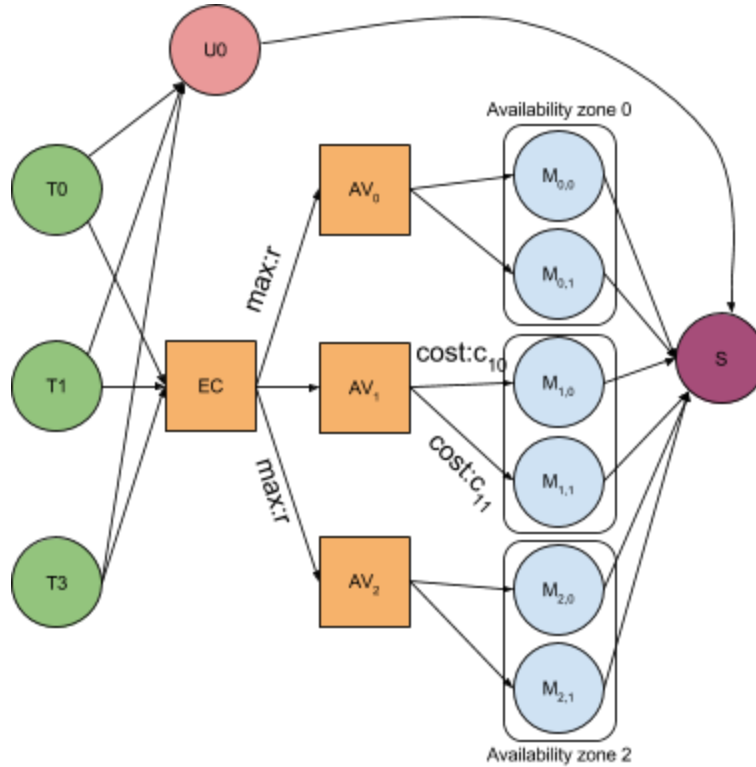 U0
Availability zone 0
T0
AV₀
M₀,₀
max:r
M₀,₁
T1
EC
AV₁
cost:c₁₀
M₁,₀
S
cost:c₁₁
M₁,₁
max:r
T3
AV₂
M₂,₀
M₂,₁
Availability zone 2